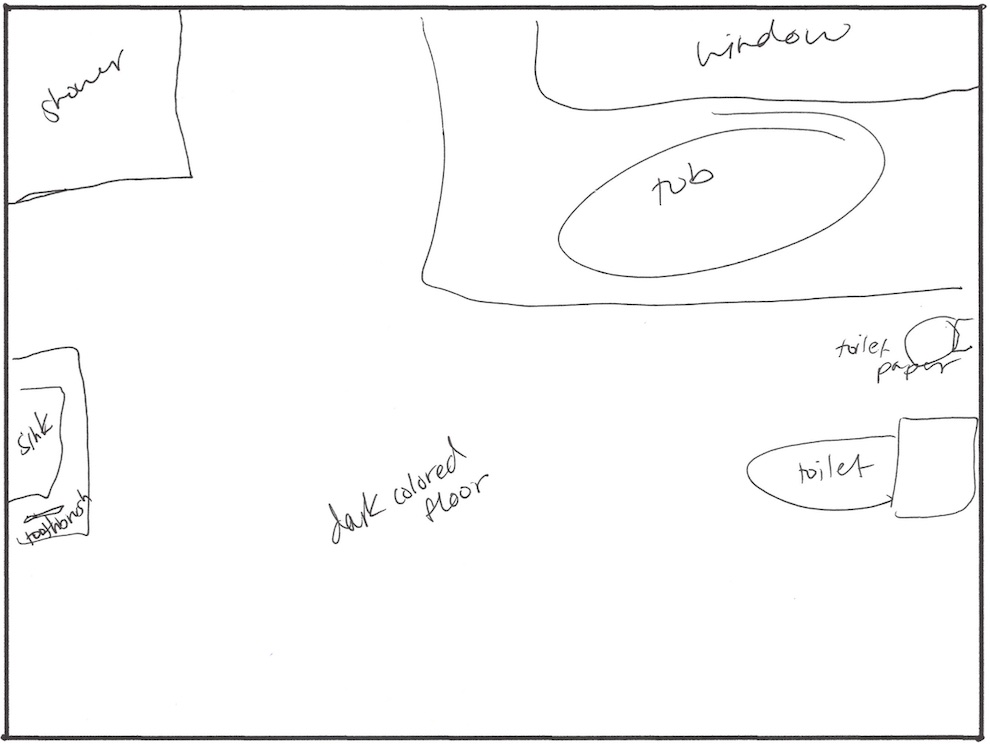 shower
window
tub
toilet
paper
sink
toilet
toothbrush
dark colored
floor